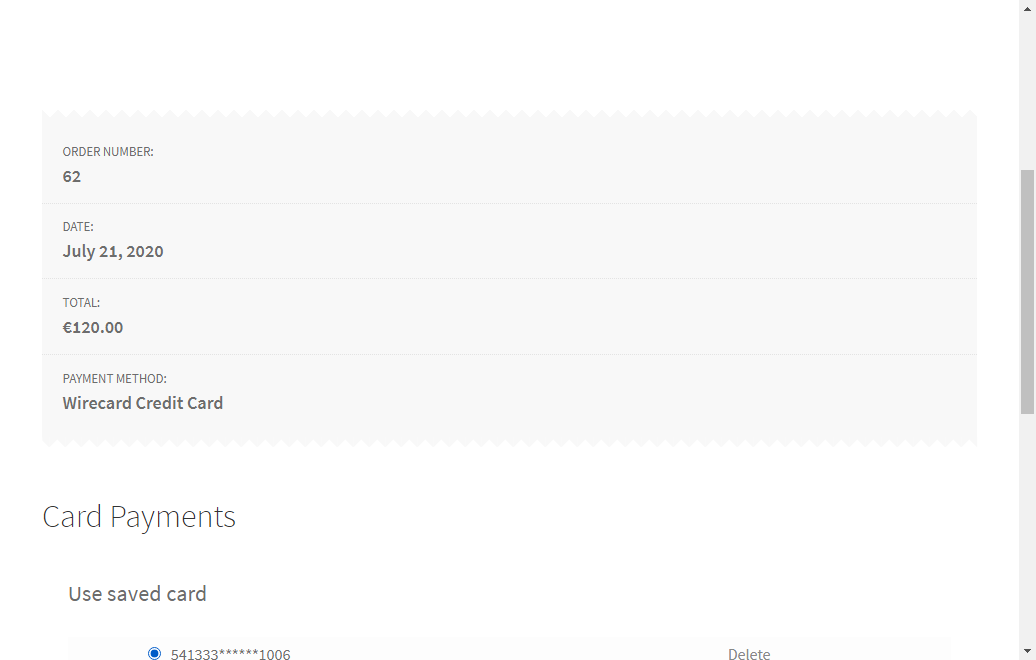 ORDER NUMBER:
62
DATE:
July 21, 2020
TOTAL:
€120.00
PAYMENT METHOD:
Wirecard Credit Card
Card Payments
Use saved card
541333******1006 Delete